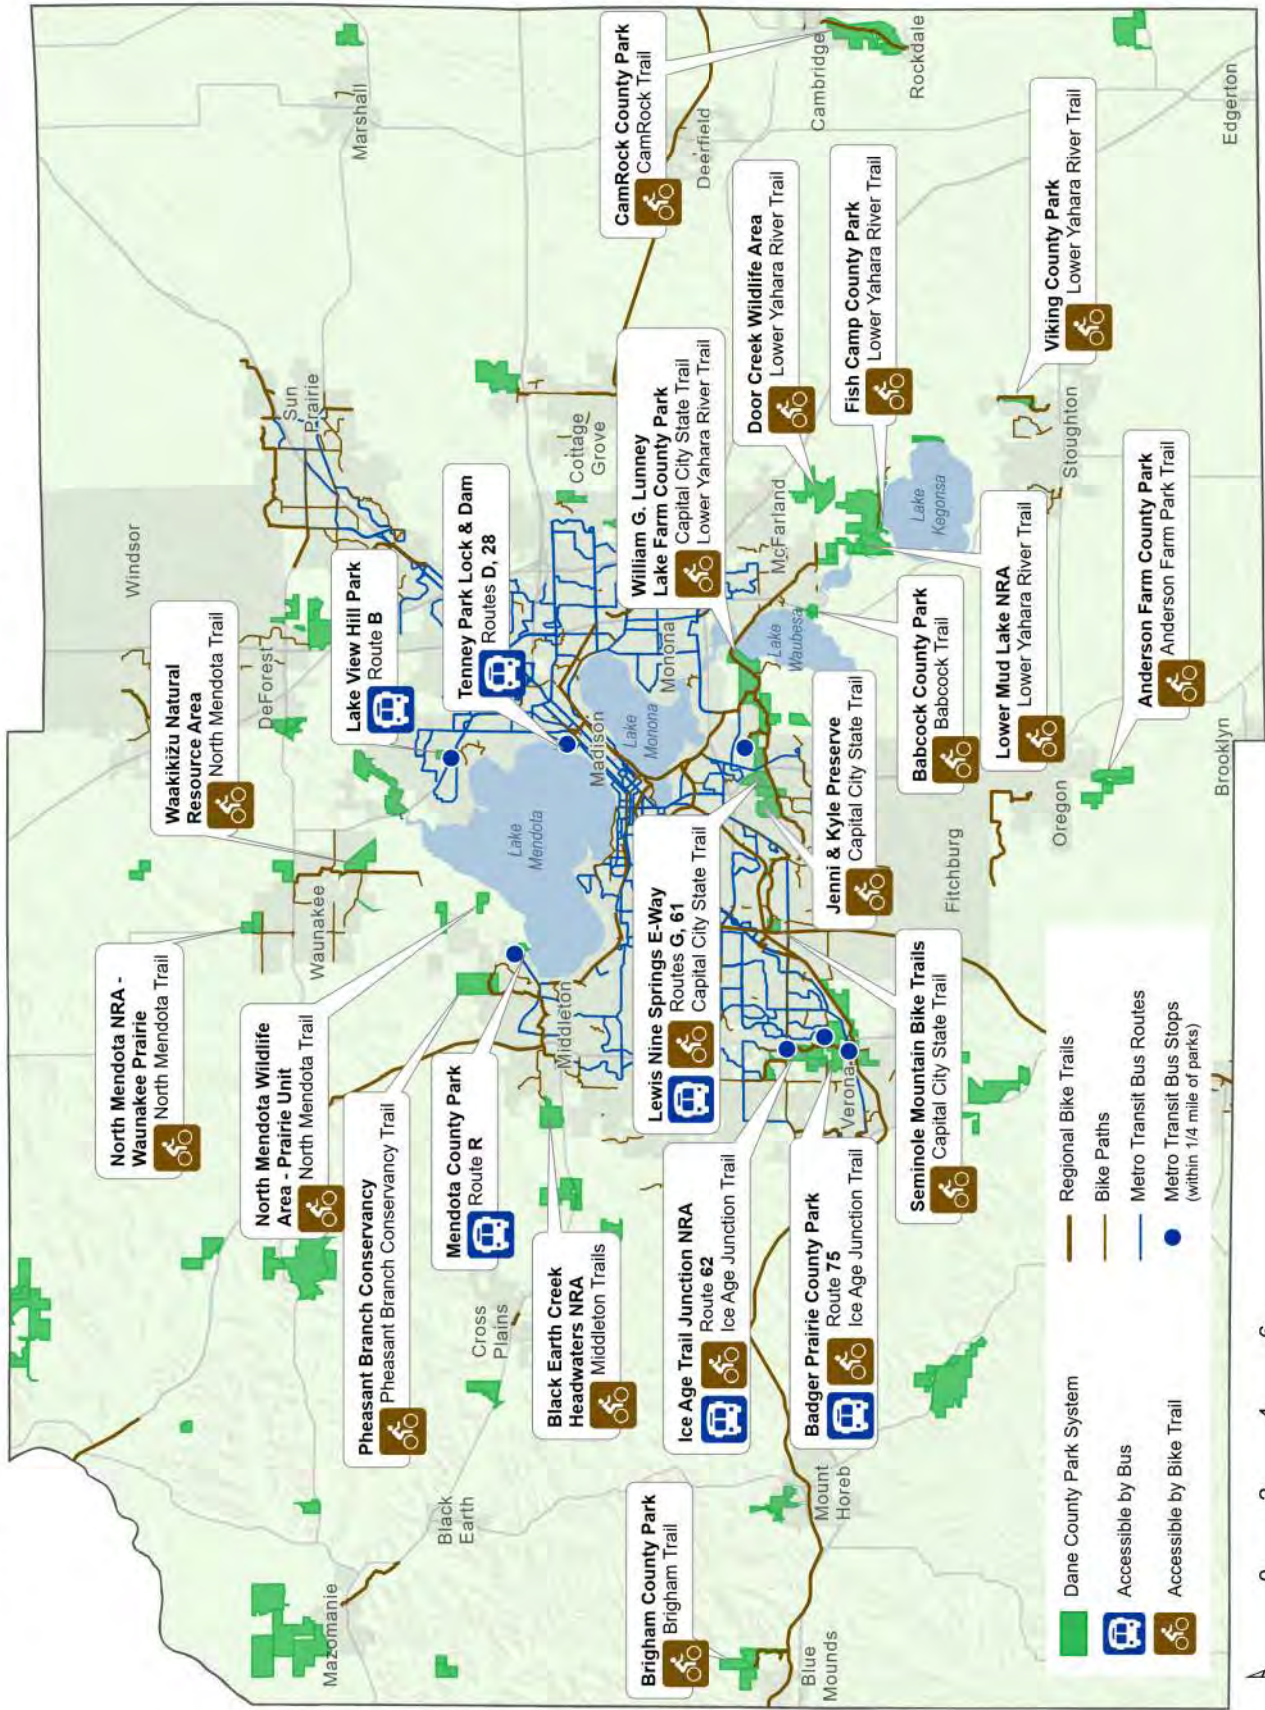 Windsor
Marshall
Sun
Prairie
DeForest
Waunakee
Waakikižu Natural
Resource Area
North Mendota Trail
North Mendota NRA -
Waunakee Prairie
North Mendota Trail
North Mendota Wildlife
Area - Prairie Unit
North Mendota Trail
Pheasant Branch Conservancy
Pheasant Branch Conservancy Trail
Mendota County Park
Route R
Lake View Hill Park
Route B
Tenney Park Lock & Dam
Routes D, 28
Mazomanie
Black
Earth
Cross
Plains
Middleton
Lake
Mendota
Madison
Lake
Monona
Monona
Cottage
Grove
Deerfield
Cambridge
Rockdale
CamRock County Park
CamRock Trail
Black Earth Creek
Headwaters NRA
Middleton Trails
William G. Lunney
Lake Farm County Park
Capital City State Trail
Lower Yahara River Trail
Door Creek Wildlife Area
Lower Yahara River Trail
Fish Camp County Park
Lower Yahara River Trail
Lewis Nine Springs E-Way
Routes G, 61
Capital City State Trail
Ice Age Trail Junction NRA
Route 62
Ice Age Junction Trail
Brigham County Park
Brigham Trail
Badger Prairie County Park
Route 75
Ice Age Junction Trail
Jenni & Kyle Preserve
Capital City State Trail
Seminole Mountain Bike Trails
Capital City State Trail
Babcock County Park
Babcock Trail
Lower Mud Lake NRA
Lower Yahara River Trail
Viking County Park
Lower Yahara River Trail
Anderson Farm County Park
Anderson Farm Park Trail
McFarland
Lake
Waubesa
Lake
Kegonsa
Verona
Fitchburg
Mount
Horeb
Blue
Mounds
Stoughton
Oregon
Brooklyn
Edgerton
Dane County Park System
Accessible by Bus
Accessible by Bike Trail
Regional Bike Trails
Bike Paths
Metro Transit Bus Routes
Metro Transit Bus Stops
(within 1/4 mile of parks)